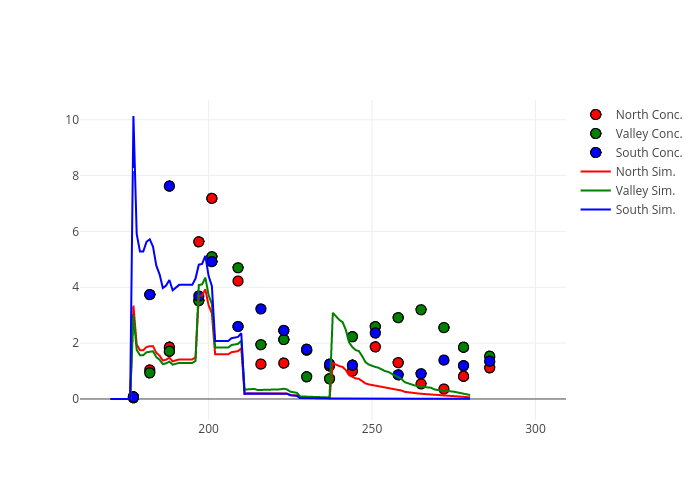 10
8
6
4
2
0
200
250
300
North Conc.
Valley Conc.
South Conc.
North Sim.
Valley Sim.
South Sim.